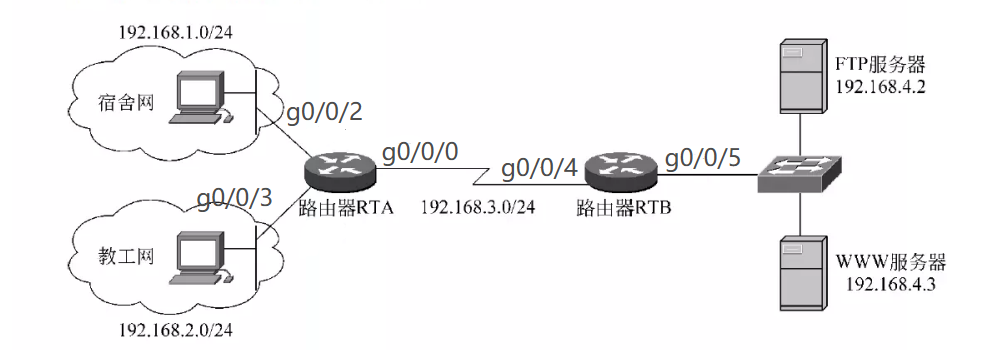 192.168.1.0/24
宿舍网
g0/0/2
g0/0/0
路由器RTA
g0/0/3
教工网
192.168.2.0/24
192.168.3.0/24
g0/0/4
路由器RTB
g0/0/5
FTP服务器
192.168.4.2
WWW服务器
192.168.4.3